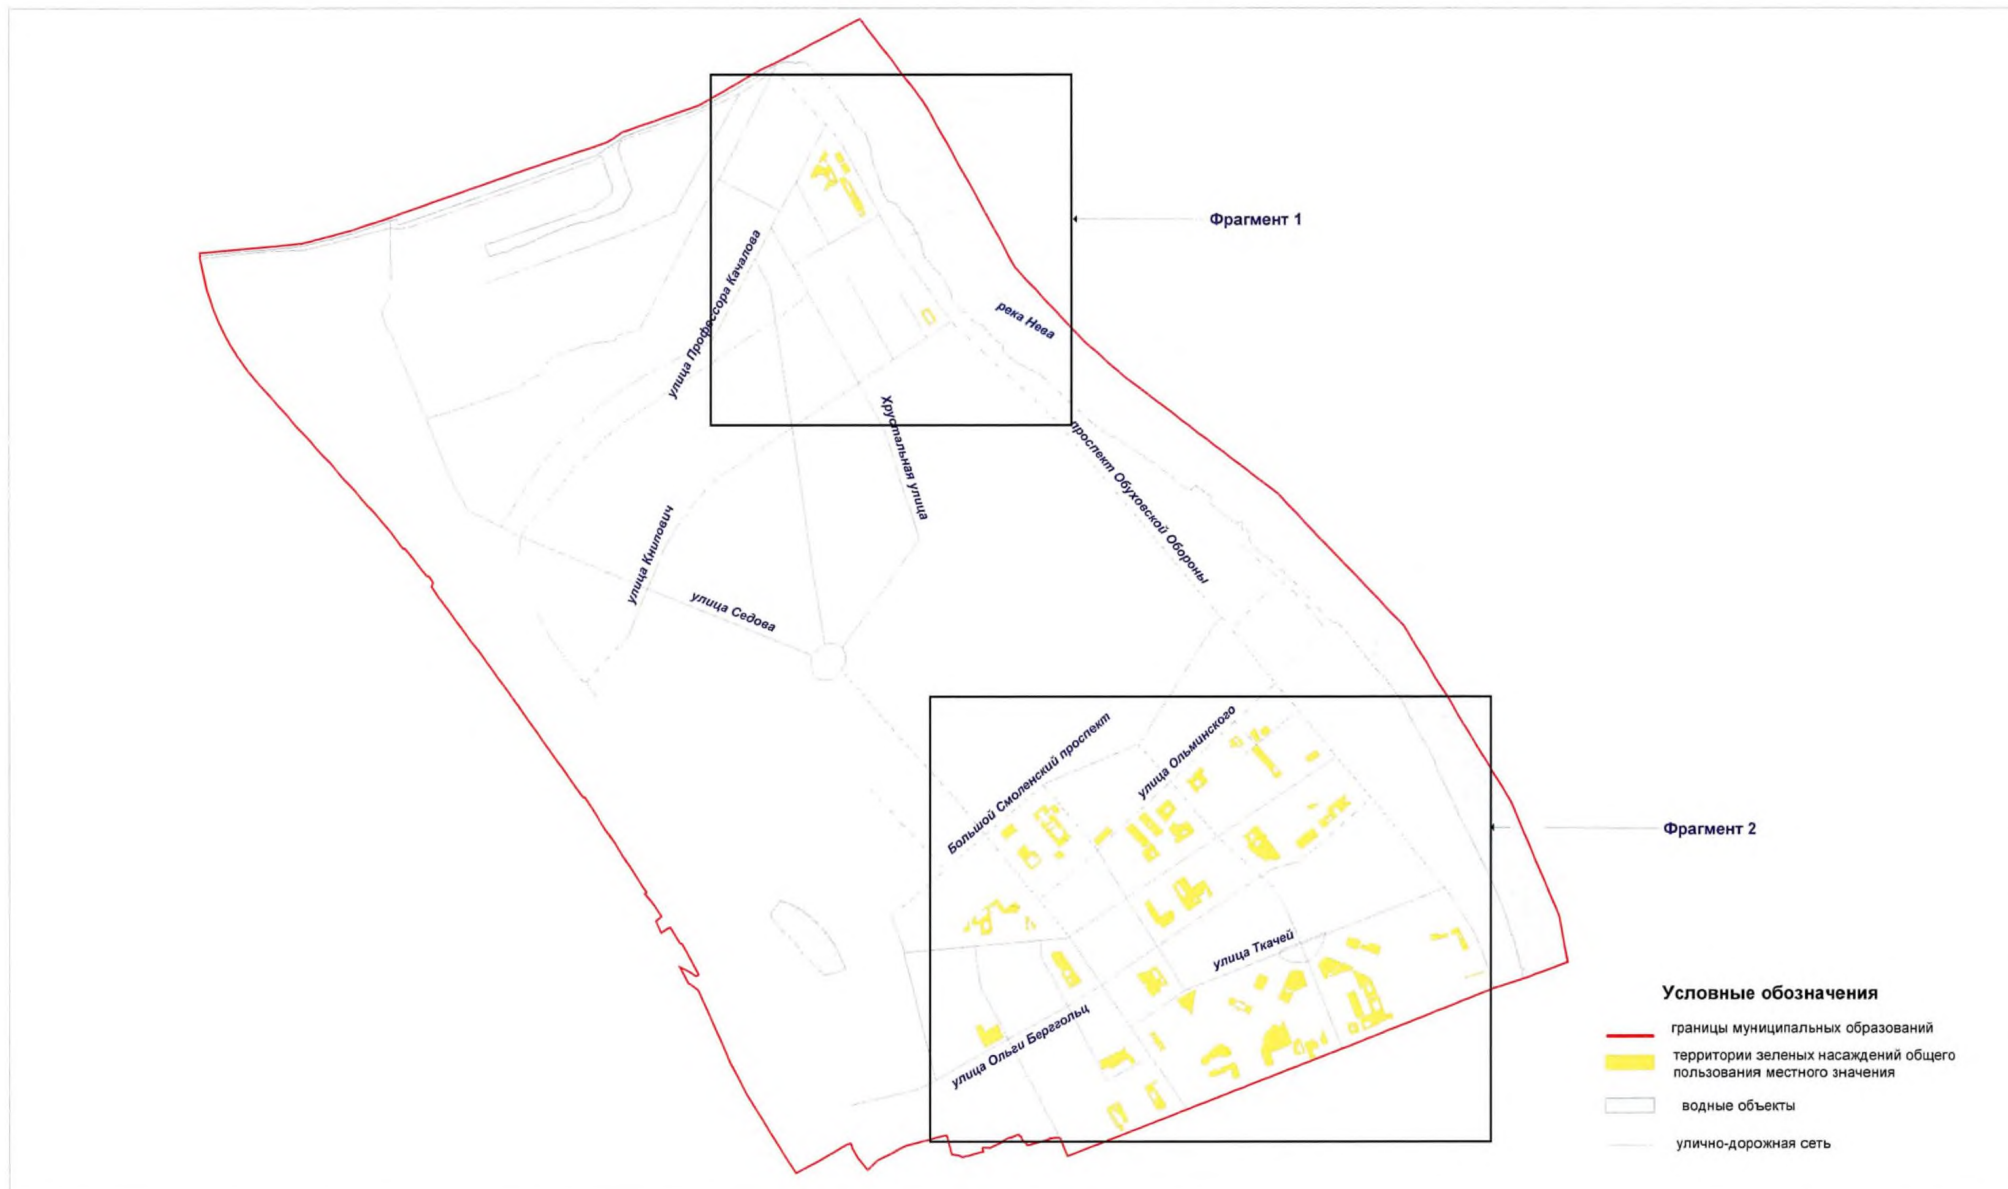 Фрагмент 1
улица Профессора Качалова
река Нева
Хрустальная улица
проспект Обуховской Обороны
улица Книпович
улица Седова
Большой Смоленский проспект
улица Ольминского
Фрагмент 2
улица Ткачей
улица Ольги Берггольц
Условные обозначения
границы муниципальных образований
территории зеленых насаждений общего
пользования местного значения
водные объекты
улично-дорожная сеть